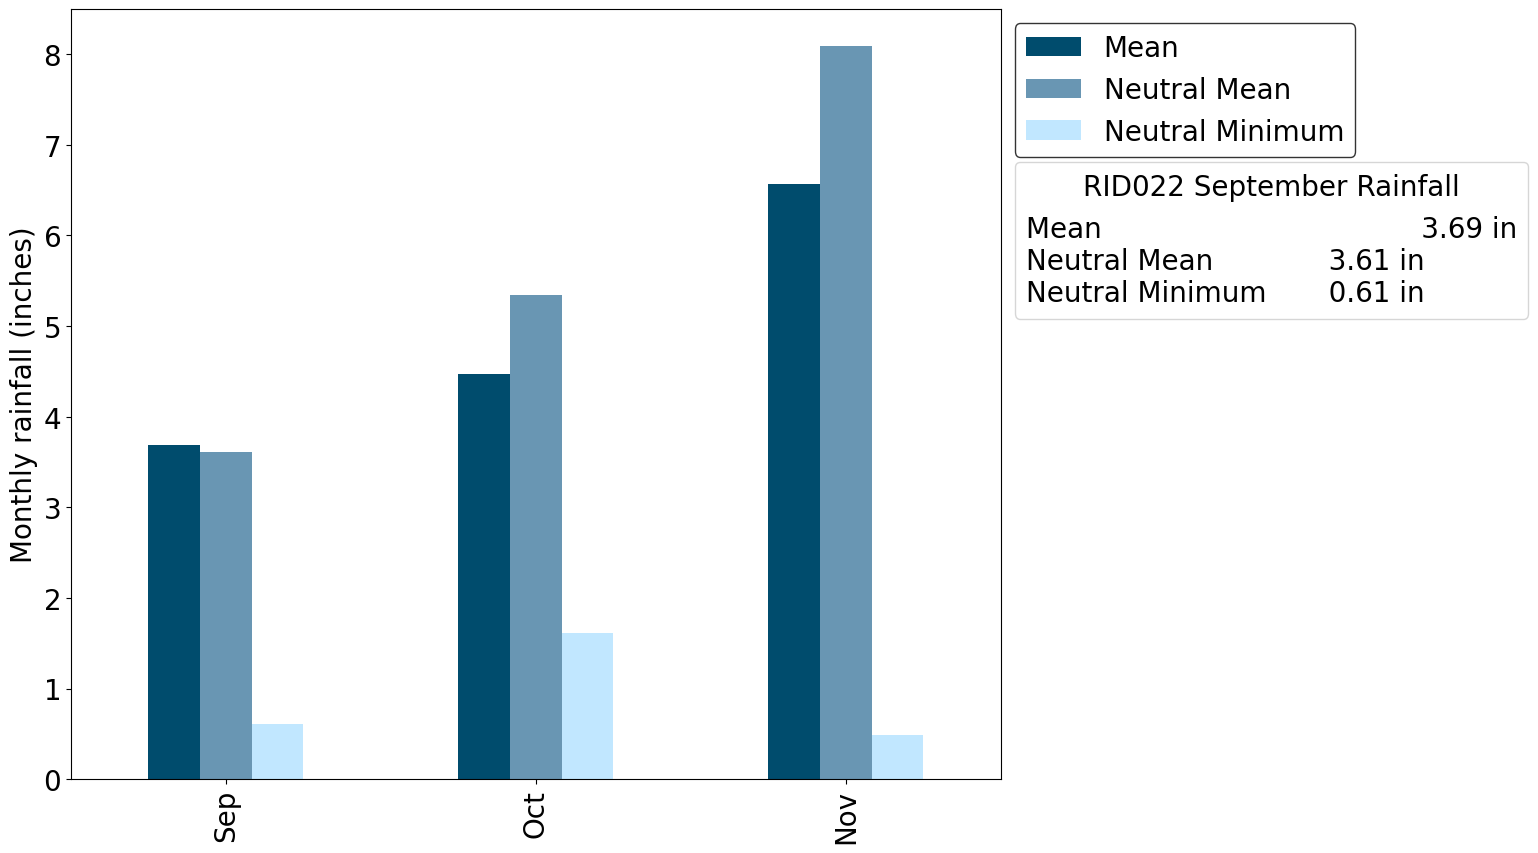 Monthly rainfall (inches)
8
7
6
5
4
3
2
1
0
Sep
Oct
Nov
Mean
Neutral Mean
Neutral Minimum
RID022 September Rainfall
Mean 3.69 in
Neutral Mean 3.61 in
Neutral Minimum 0.61 in